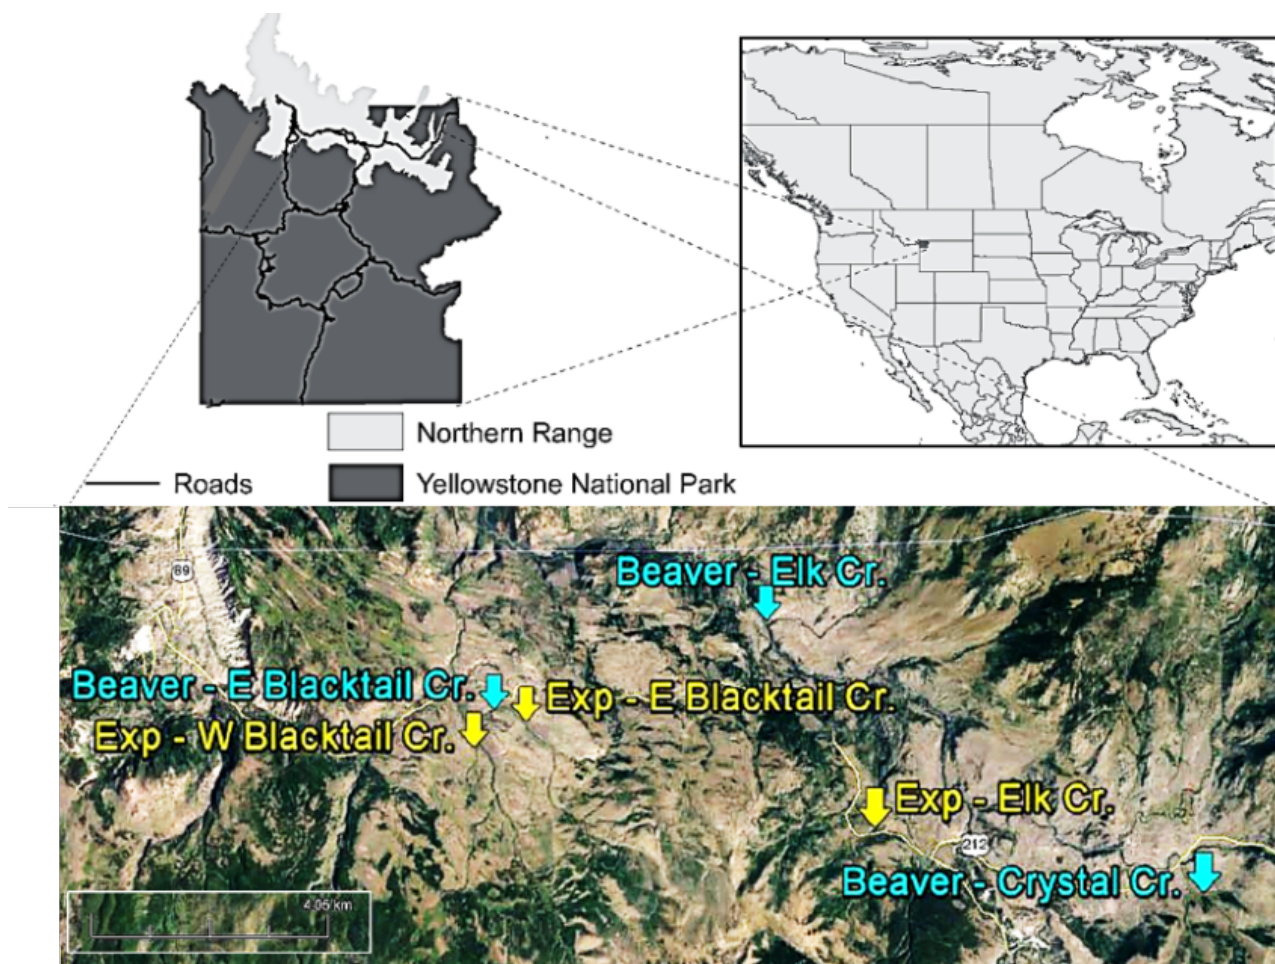 Northern Range
Roads
Yellowstone National Park
89
Beaver - Elk Cr.
Beaver - E Blacktail Cr.
Exp - E Blacktail Cr.
Exp - W Blacktail Cr.
Exp - Elk Cr.
212
Beaver - Crystal Cr.
4.05 km